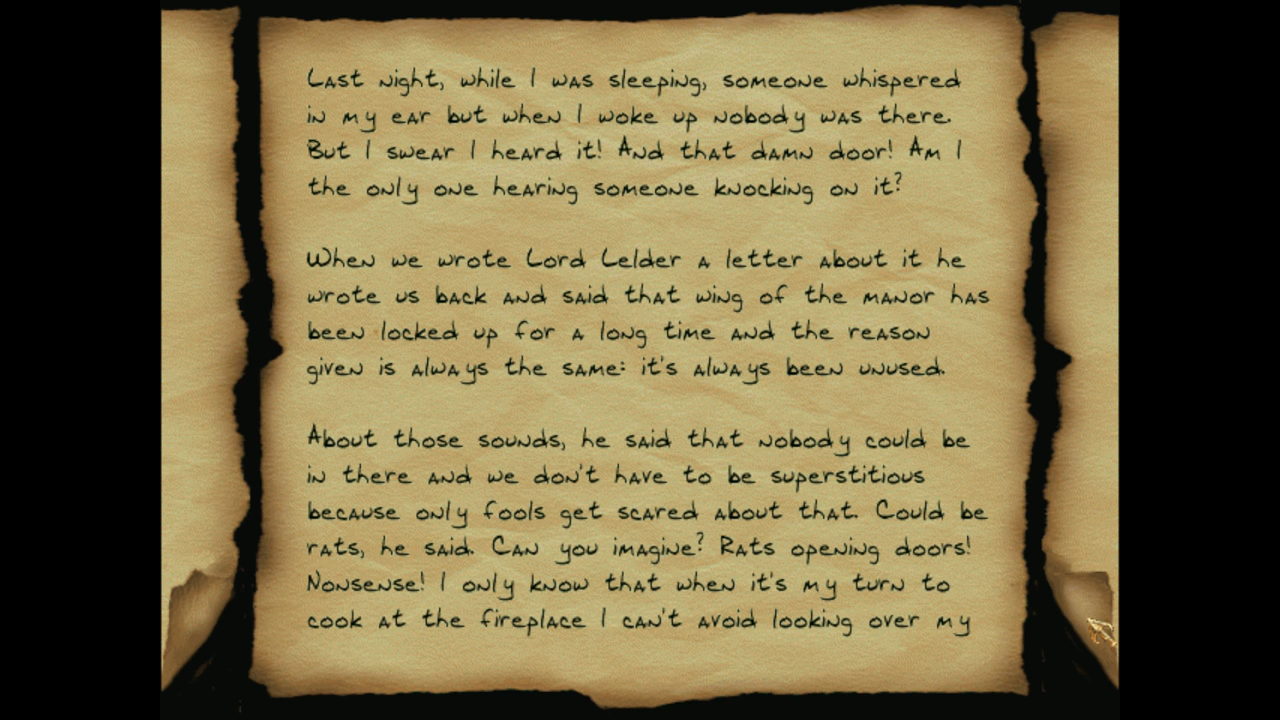 Last night, while I was sleeping, someone whispered
in my ear but when I woke up nobody was there.
But I swear I heard it! And that damn door! Am I
the only one hearing someone knocking on it?
When we wrote Lord Lelder a letter about it he
wrote us back and said that wing of the manor has
been locked up for a long time and the reason
given is always the same: it's always been unused.
About those sounds, he said that nobody could be
in there and we don't have to be superstitious
because only fools get scared about that. Could be
rats, he said. Can you imagine? Rats opening doors!
Nonsense! I only know that when it's my turn to
cook at the fireplace I can't avoid looking over my